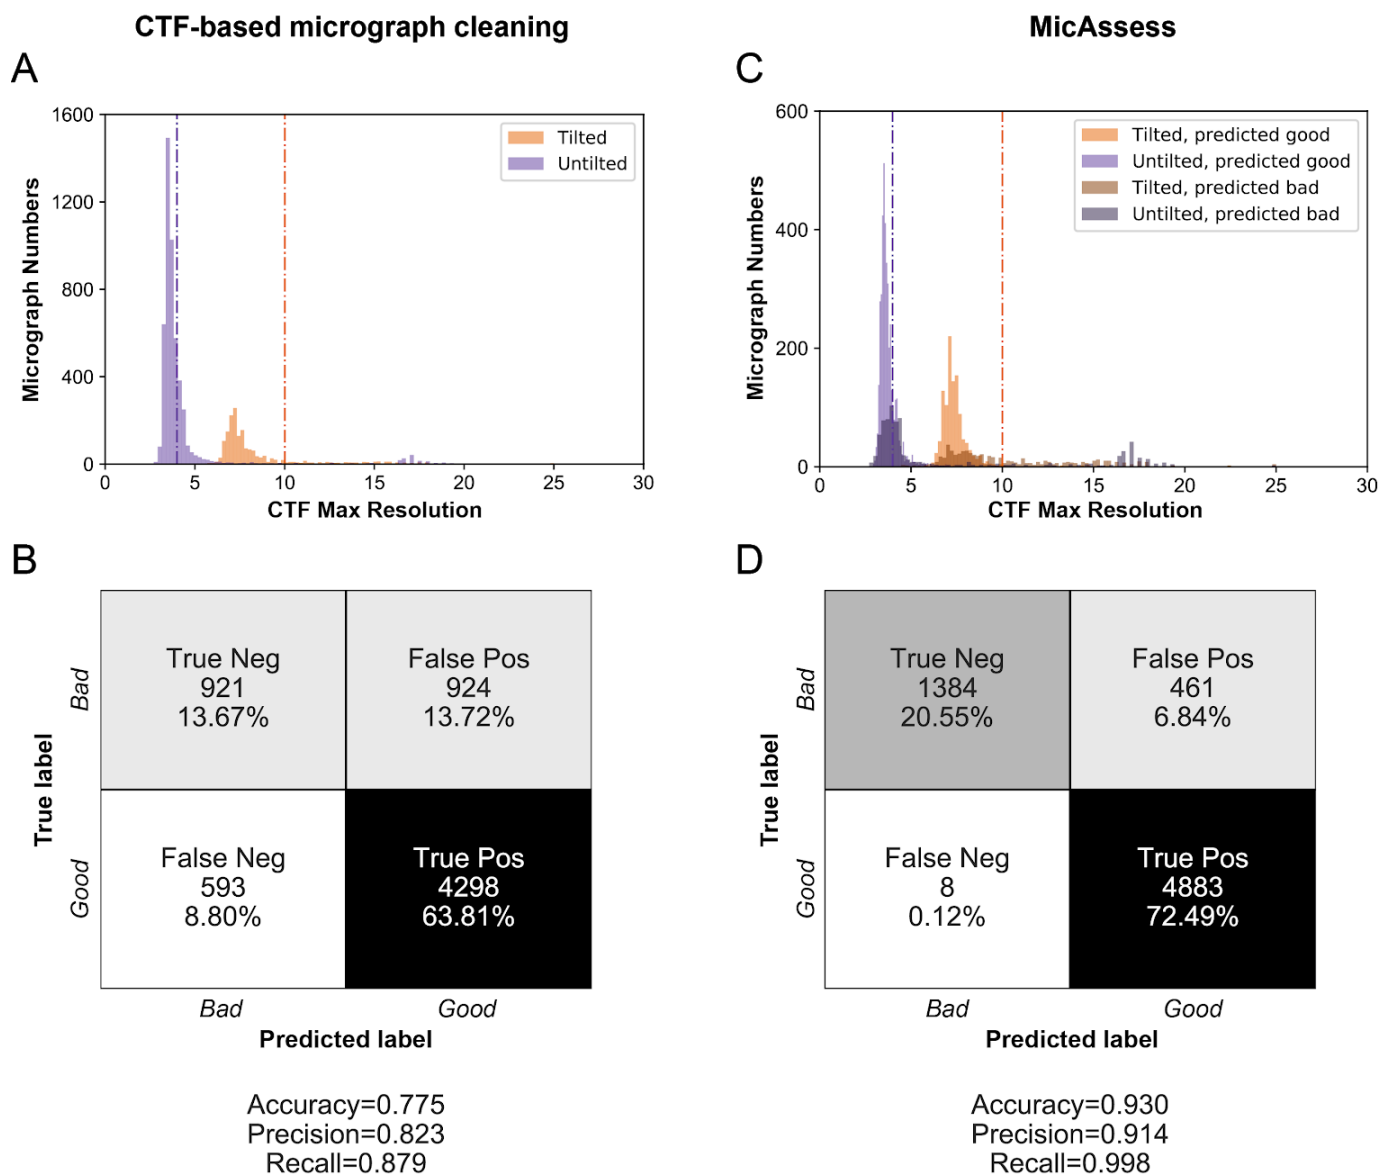 CTF-based micrograph cleaning
MicAssess
A
Micrograph Numbers
1600
1200
800
400
0
0
5
10
15
20
25
30
CTF Max Resolution
Tilted
Untilted
C
Micrograph Numbers
600
400
200
0
0
5
10
15
20
25
30
CTF Max Resolution
Tilted, predicted good
Untilted, predicted good
Tilted, predicted bad
Untilted, predicted bad
B
True label
Bad
Good
True Neg
921
13.67%
False Pos
924
13.72%
False Neg
593
8.80%
True Pos
4298
63.81%
Bad
Good
Predicted label
Accuracy=0.775
Precision=0.823
Recall=0.879
D
True label
Bad
Good
True Neg
1384
20.55%
False Pos
461
6.84%
False Neg
8
0.12%
True Pos
4883
72.49%
Bad
Good
Predicted label
Accuracy=0.930
Precision=0.914
Recall=0.998